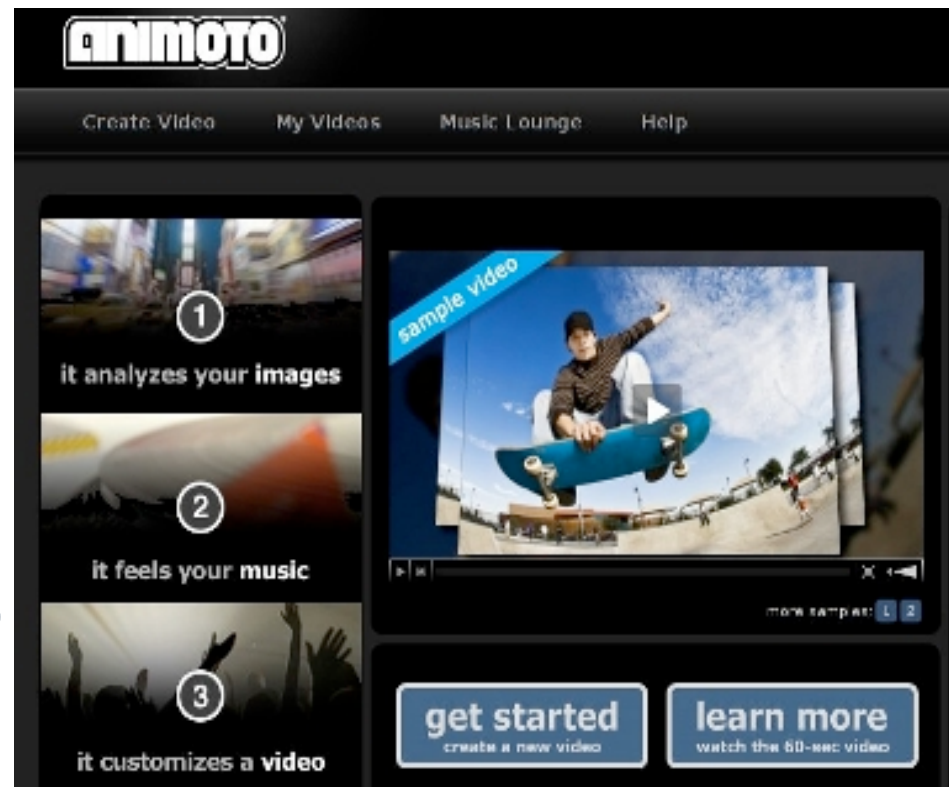 ANIMOTO
Create Video My Videos Music Lounge Help
1
it analyzes your images
2
it feels your music
3
it customizes a video
sample video
more samples: 1 2
get started
create a new video
learn more
watch the 60-sec video